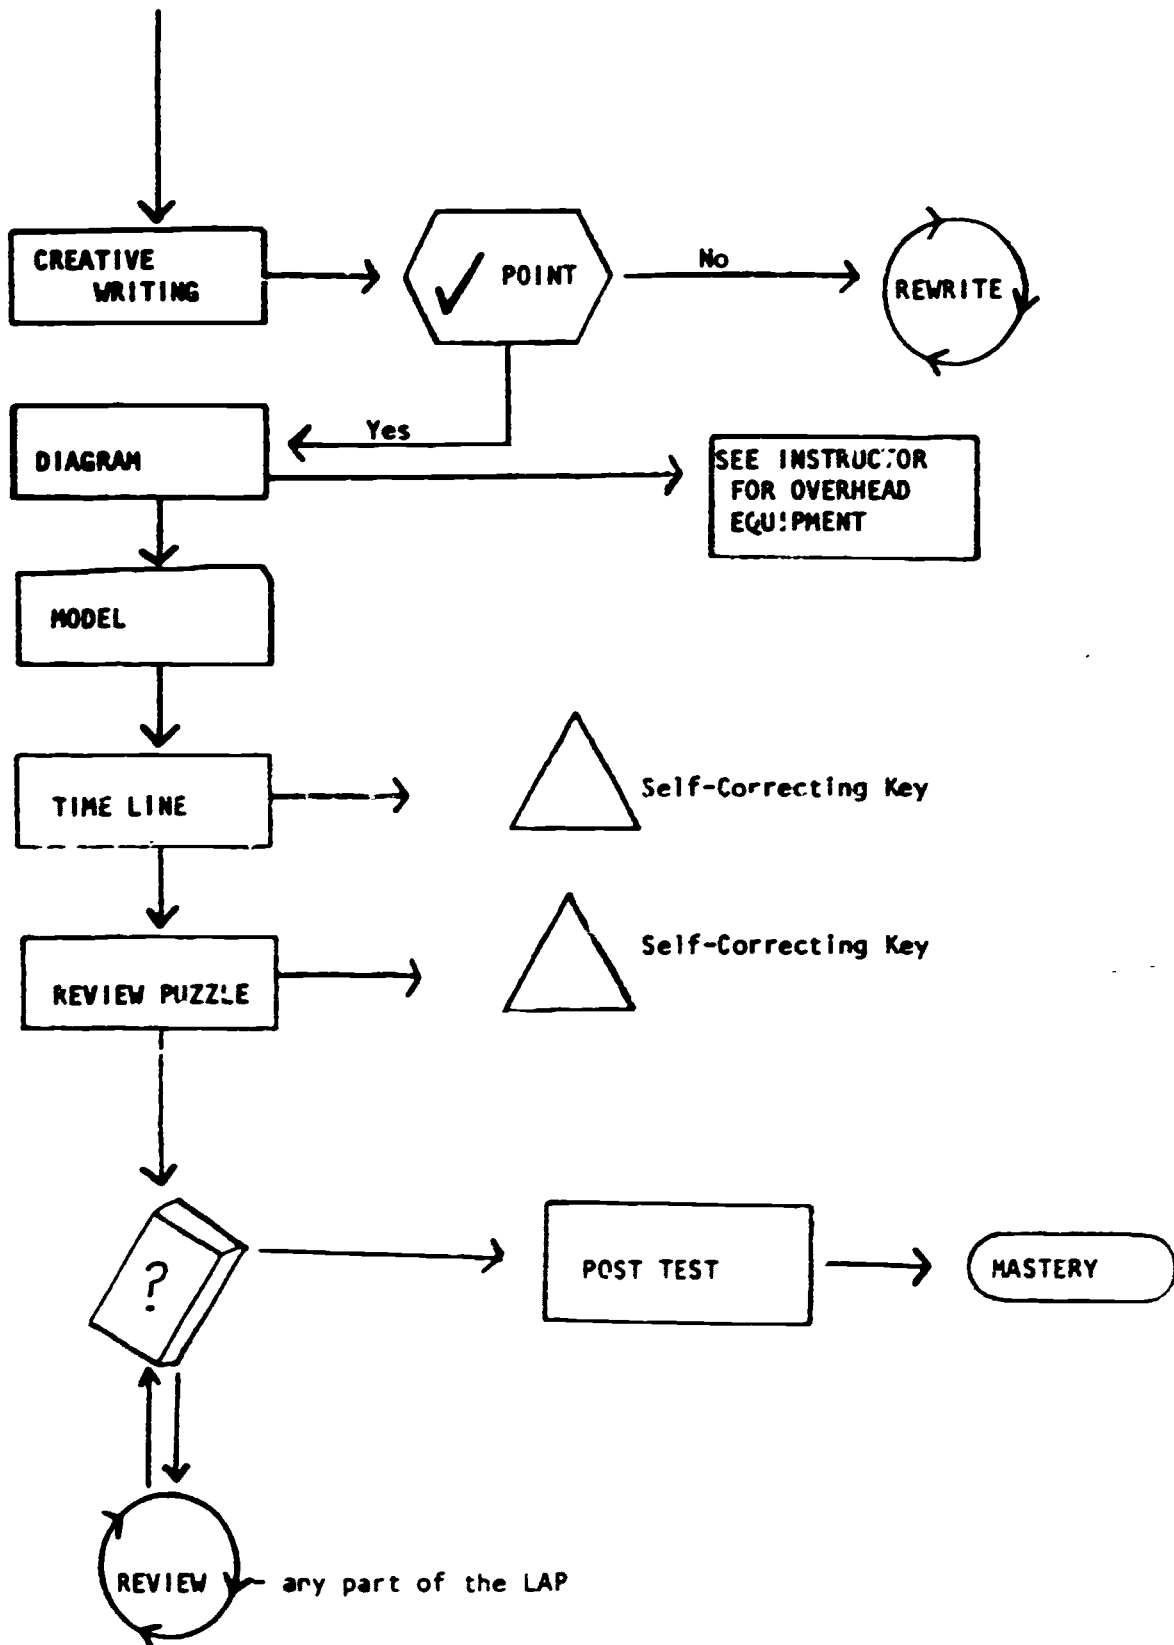 CREATIVE
WRITING
✓ POINT
No
REWRITE
Yes
DIAGRAM
SEE INSTRUCTOR
FOR OVERHEAD
EQUIPMENT
MODEL
TIME LINE
Self-Correcting Key
REVIEW PUZZLE
Self-Correcting Key
?
POST TEST
MASTERY
REVIEW - any part of the LAP